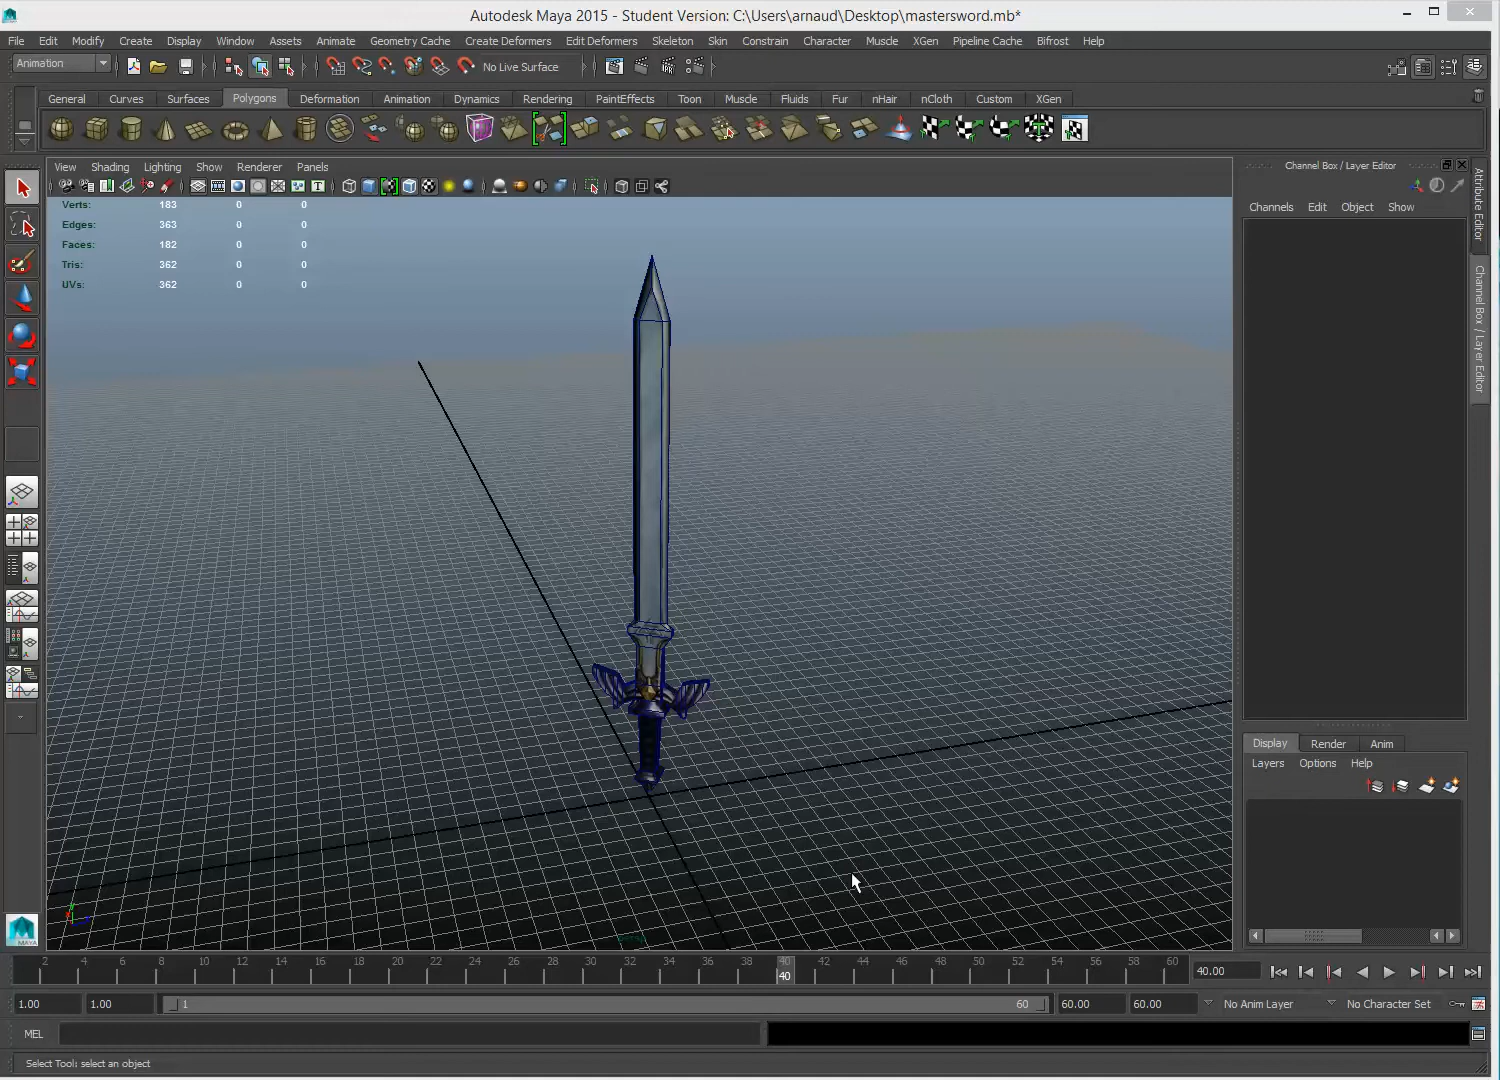 Autodesk Maya 2015 - Student Version: C:\Users\arnaud\Desktop\mastersword.mb*
File Edit Modify Create Display Window Assets Animate Geometry Cache Create Deformers Edit Deformers Skeleton Skin Constrain Character Muscle XGen Pipeline Cache Bifrost Help
Animation No Live Surface
General Curves Surfaces Polygons Deformation Animation Dynamics Rendering PaintEffects Toon Muscle Fluids Fur nHair nCloth Custom XGen
View Shading Lighting Show Renderer Panels
Channel Box / Layer Editor
Channels Edit Object Show
Attribute Editor
Channel Box / Layer Editor
Verts: 183 0 0
Edges: 363 0 0
Faces: 182 0 0
Tris: 362 0 0
UVs: 362 0 0
Display Render Anim
Layers Options Help
MAYA
2 4 6 8 10 12 14 16 18 20 22 24 26 28 30 32 34 36 38 40 42 44 46 48 50 52 54 56 58 60
40
40.00
1.00 1.00 1 60 60.00 60.00 No Anim Layer No Character Set
MEL
Select Tool: select an object